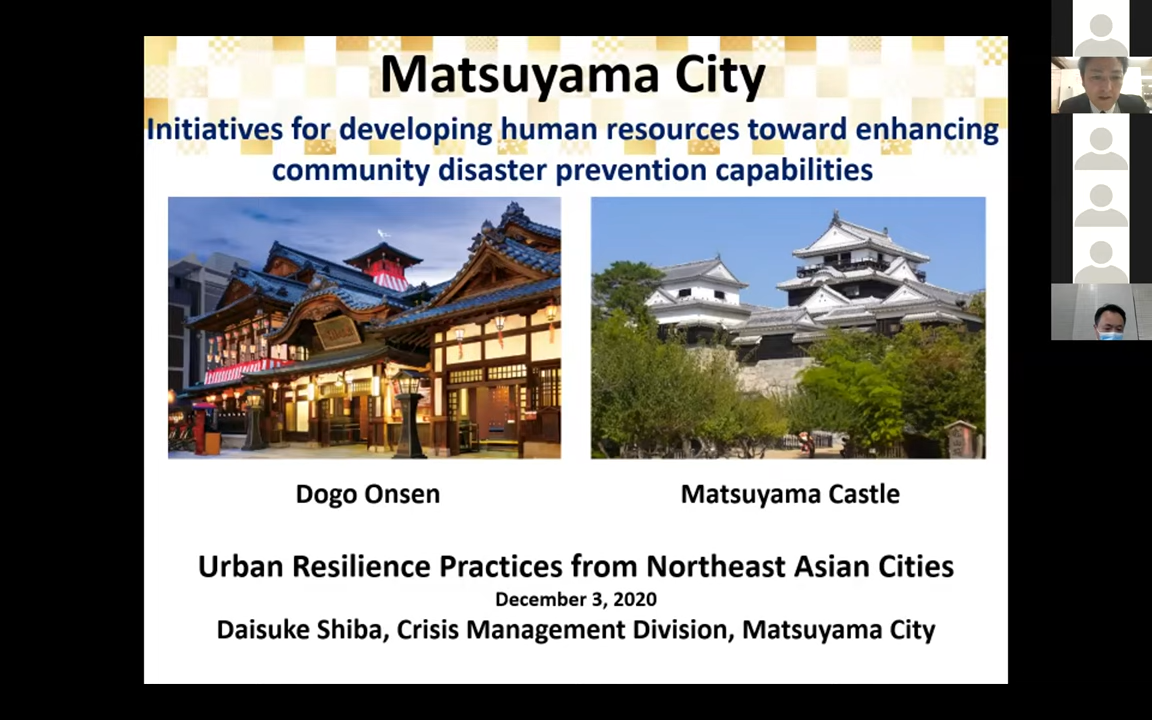 Matsuyama City
Initiatives for developing human resources toward enhancing
community disaster prevention capabilities
Dogo Onsen
Matsuyama Castle
Urban Resilience Practices from Northeast Asian Cities
December 3, 2020
Daisuke Shiba, Crisis Management Division, Matsuyama City